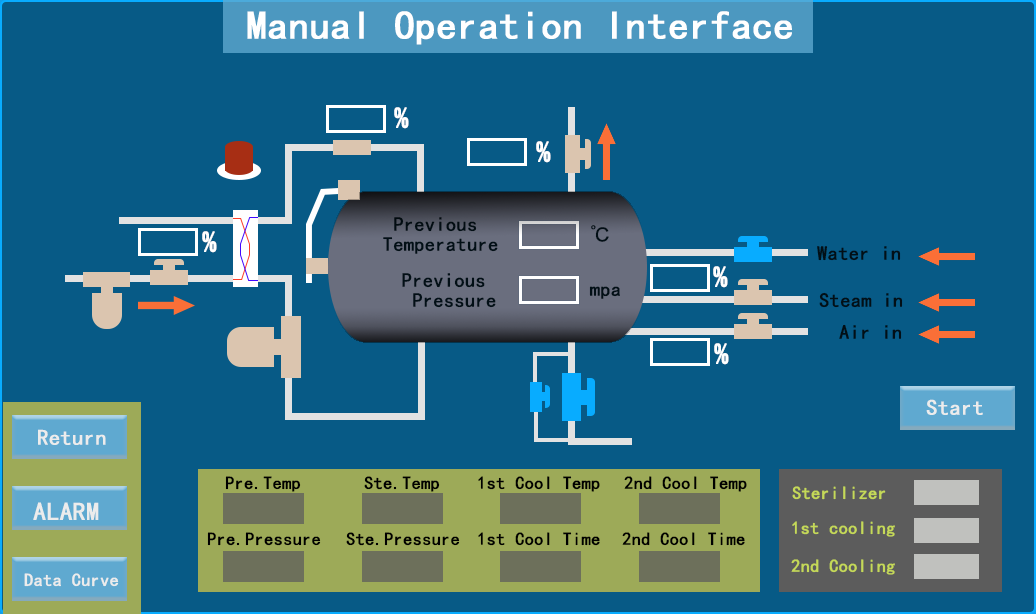 Manual Operation Interface
%
%
%
Previous
Temperature
℃
Previous
Pressure
mpa
Water in
%
Steam in
Air in
%
Start
Return
ALARM
Data Curve
Pre.Temp
Ste.Temp
1st Cool Temp
2nd Cool Temp
Pre.Pressure
Ste.Pressure
1st Cool Time
2nd Cool Time
Sterilizer
1st cooling
2nd Cooling